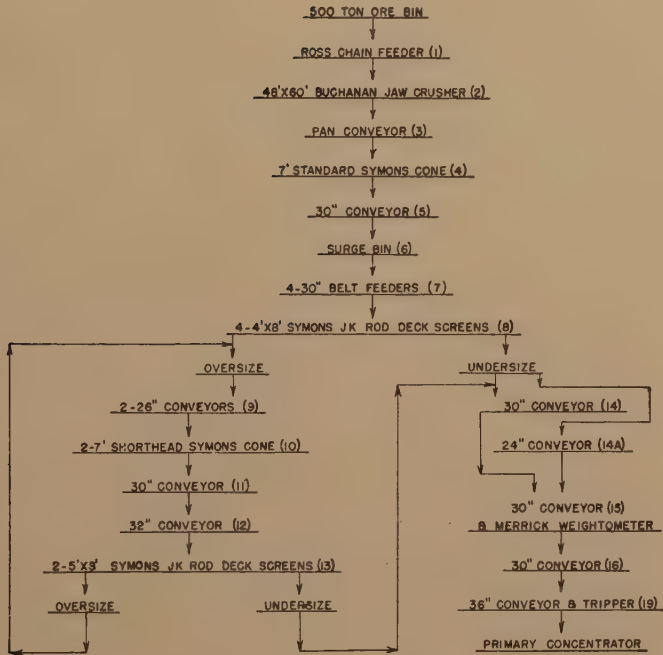 500 TON ORE BIN
ROSS CHAIN FEEDER (1)
48'X60' BUCHANAN JAW CRUSHER (2)
PAN CONVEYOR (3)
7' STANDARD SYMONS CONE (4)
30" CONVEYOR (5)
SURGE BIN (6)
4-30" BELT FEEDERS (7)
4-4'X8' SYMONS JK ROD DECK SCREENS (8)
OVERSIZE
2-26" CONVEYORS (9)
2-7' SHORTHEAD SYMONS CONE (10)
30" CONVEYOR (11)
32" CONVEYOR (12)
2-5'X8' SYMONS JK ROD DECK SCREENS (13)
OVERSIZE
UNDERSIZE
UNDERSIZE
30" CONVEYOR (14)
24" CONVEYOR (14A)
30" CONVEYOR (15)
& MERRICK WEIGHTOMETER
30" CONVEYOR (16)
36" CONVEYOR & TRIPPER (19)
PRIMARY CONCENTRATOR